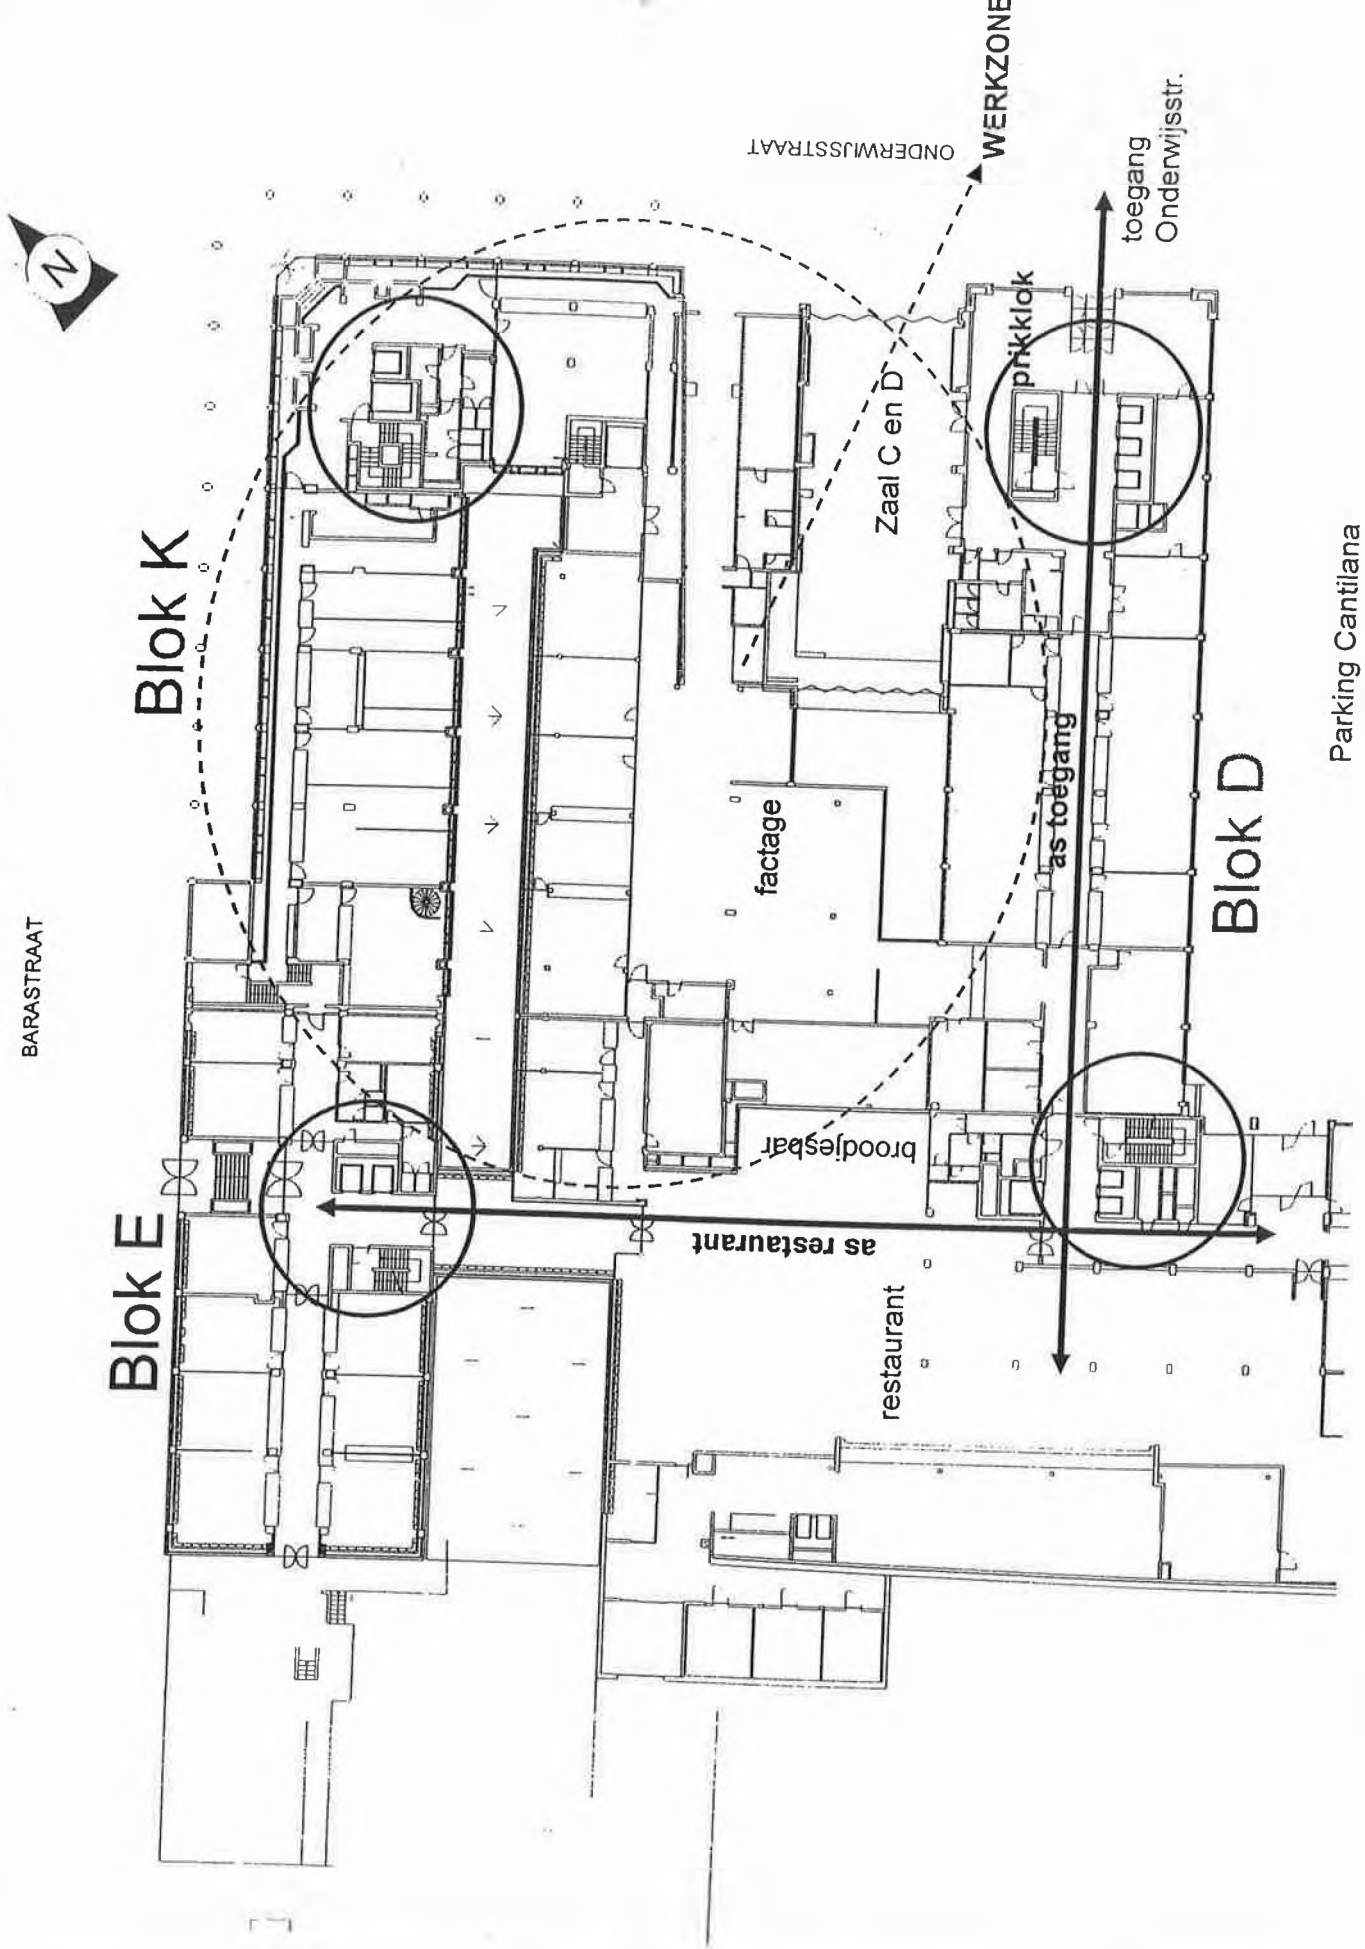 N
BARASTRAAT
ONDERWIJSSTRAAT
WERKZONE
toegang
Onderwijsstr.
Blok K
prikklok
Zaal C en D
Parking Cantilana
factage
as toegang
Blok D
Blok E
broodjesbar
as restaurant
restaurant